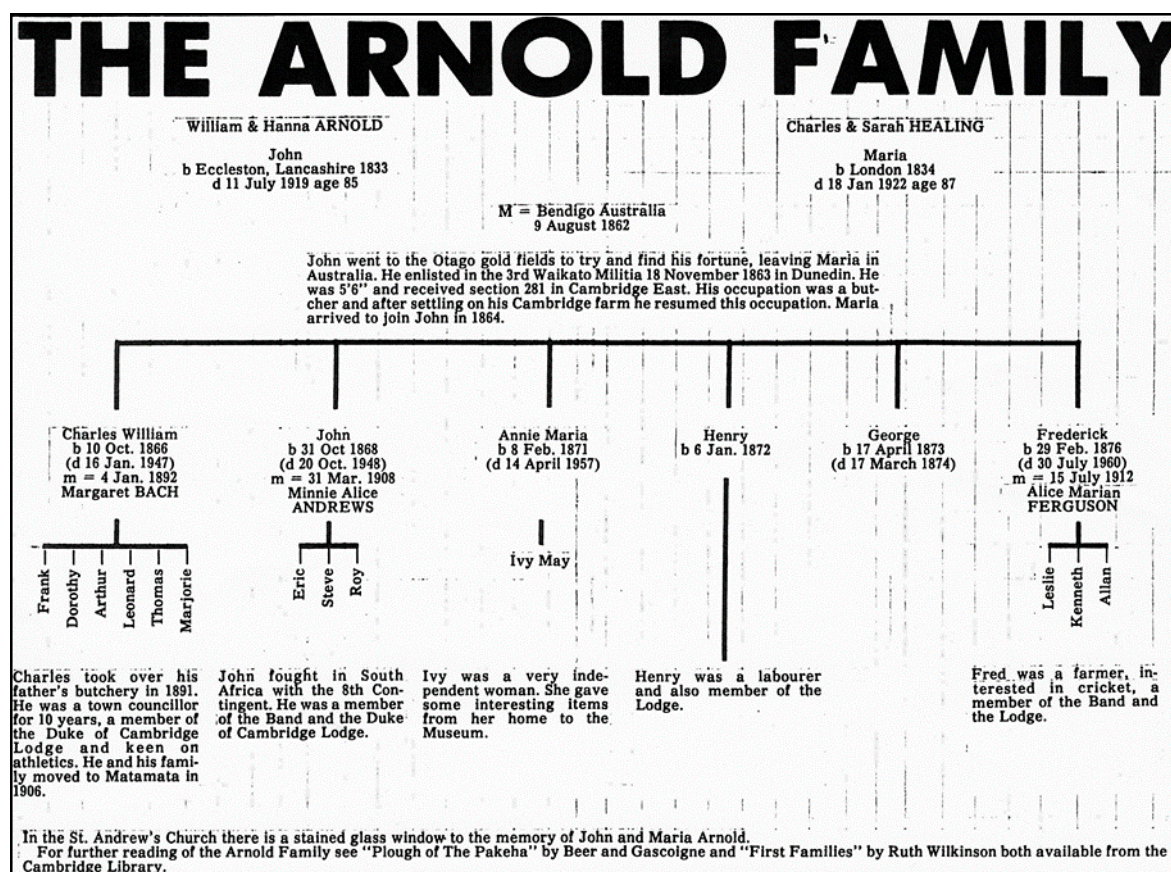 THE ARNOLD FAMILY
William & Hanna ARNOLD
John
b Eccleston, Lancashire 1833
d 11 July 1919 age 85
Charles & Sarah HEALING
Maria
b London 1834
d 18 Jan 1922 age 87
M = Bendigo Australia
9 August 1862
John went to the Otago gold fields to try and find his fortune, leaving Maria in
Australia. He enlisted in the 3rd Waikato Militia 18 November 1863 in Dunedin. He
was 5'6" and received section 281 in Cambridge East. His occupation was a but-
cher and after settling on his Cambridge farm he resumed this occupation. Maria
arrived to join John in 1864.
Charles William
b 10 Oct. 1866
(d 16 Jan. 1947)
m = 4 Jan. 1892
Margaret BACH
John
b 31 Oct 1868
(d 20 Oct. 1948)
m = 31 Mar. 1908
Minnie Alice
ANDREWS
Annie Maria
b 8 Feb. 1871
(d 14 April 1957)
Henry
b 6 Jan. 1872
George
b 17 April 1873
(d 17 March 1874)
Frederick
b 29 Feb. 1876
(d 30 July 1960)
m = 15 July 1912
Alice Marian
FERGUSON
Frank
Dorothy
Arthur
Leonard
Thomas
Marjorie
Eric
Steve
Roy
Ivy May
Leslie
Kenneth
Allan
Charles took over his
father's butchery in 1891.
He was a town councillor
for 10 years, a member of
the Duke of Cambridge
Lodge and keen on
athletics. He and his fami-
ly moved to Matamata in
1906.
John fought in South
Africa with the 8th Con-
tingent. He was a member
of the Band and the Duke
of Cambridge Lodge.
Ivy was a very inde-
pendent woman. She gave
some interesting items
from her home to the
Museum.
Henry was a labourer
and also member of the
Lodge.
Fred was a farmer, in-
terested in cricket, a
member of the Band and
the Lodge.
In the St. Andrew's Church there is a stained glass window to the memory of John and Maria Arnold.
For further reading of the Arnold Family see "Plough of The Pakeha" by Beer and Gascoigne and "First Families" by Ruth Wilkinson both available from the
Cambridge Library.